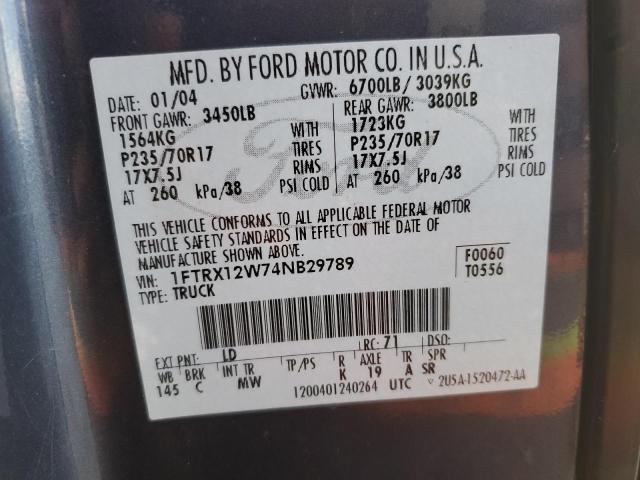 MFD. BY FORD MOTOR CO. IN U.S.A.
DATE: 01/04 GVWR: 6700LB/ 3039KG
FRONT GAWR: 3450LB REAR GAWR: 3800LB
1564KG WITH 1723KG WITH
P235/70R17 TIRES P235/70R17 TIRES
17X7.5J RIMS 17X7.5J RIMS
AT 260 kPa/38 PSI COLD AT 260 kPa/38 PSI COLD
THIS VEHICLE CONFORMS TO ALL APPLICABLE FEDERAL MOTOR
VEHICLE SAFETY STANDARDS IN EFFECT ON THE DATE OF
MANUFACTURE SHOWN ABOVE.
VIN: 1FTRX12W74NB29789 F0060
TYPE: TRUCK T0556
EXT PNT: LD RC: 71 DSO:
WB BRK INT TR TP/PS R AXLE TR SPR
145 C MW K 19 A SR
1200401240264 UTC ▽ 2U5A-1520472-AA
Ford